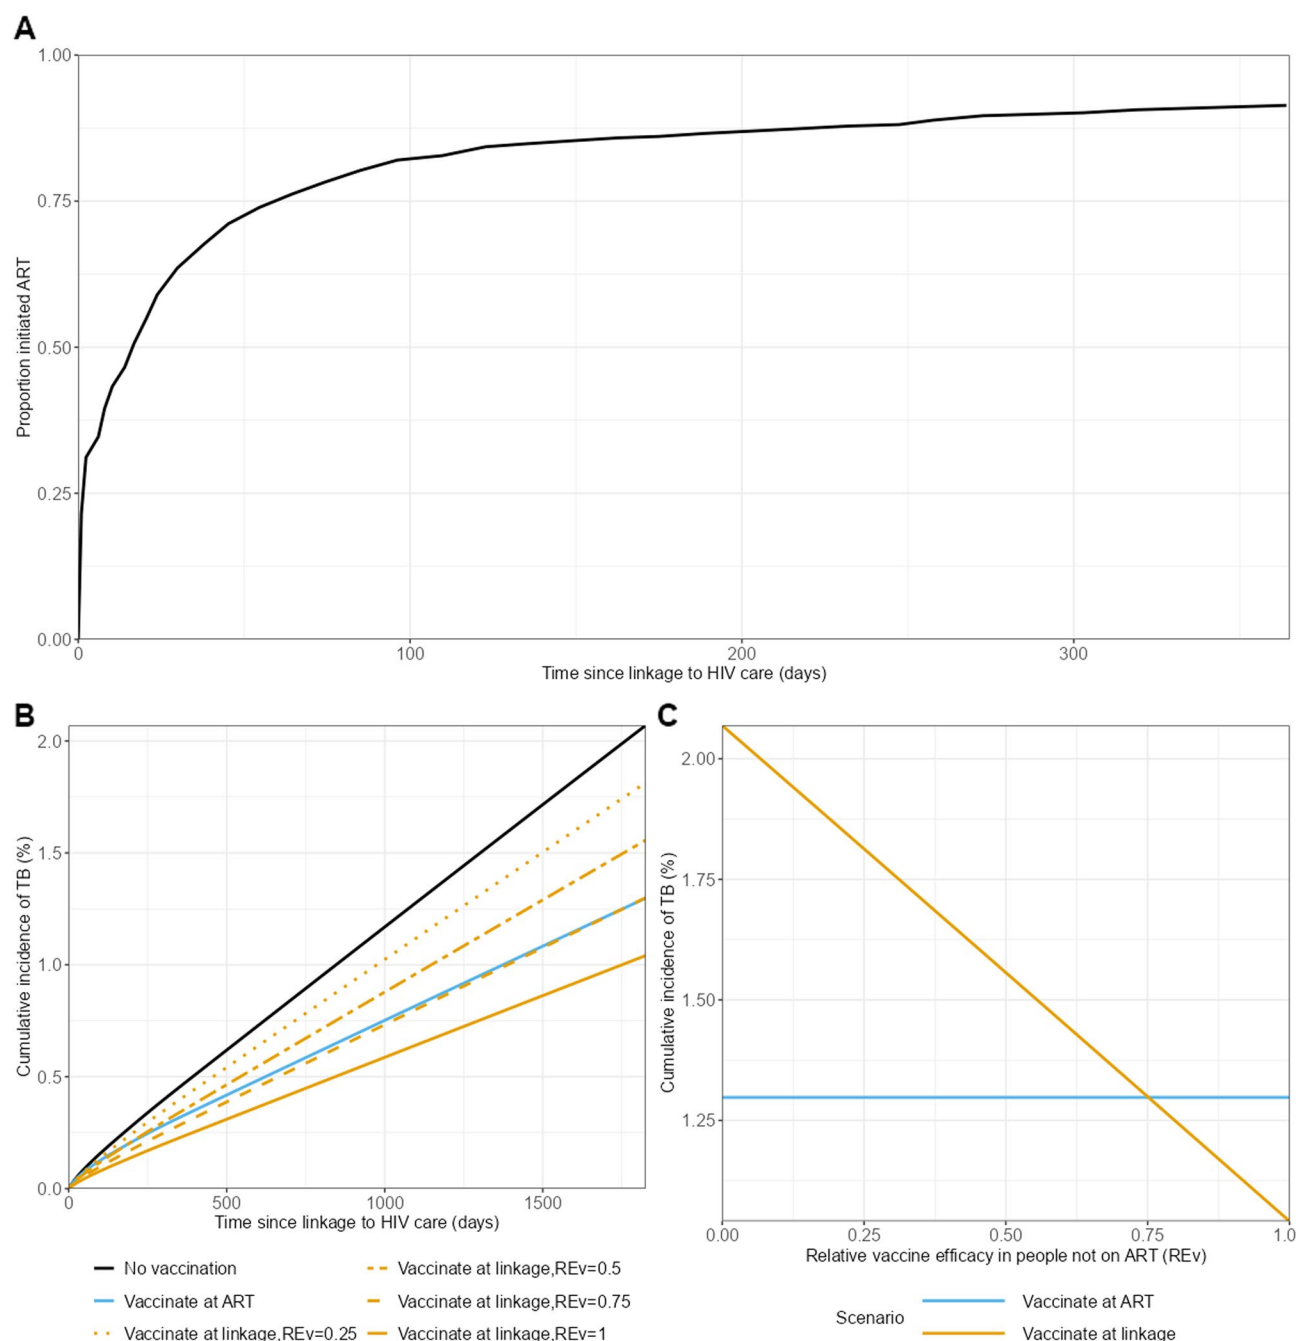 A
1.00
0.75
0.50
0.25
0.00
Proportion initiated ART
0 100 200 300
Time since linkage to HIV care (days)
B
2.0
1.5
1.0
0.5
0.0
Cumulative incidence of TB (%)
0 500 1000 1500
Time since linkage to HIV care (days)
No vaccination
Vaccinate at ART
Vaccinate at linkage,REv=0.25
Vaccinate at linkage,REv=0.5
Vaccinate at linkage,REv=0.75
Vaccinate at linkage,REv=1
C
2.00
1.75
1.50
1.25
Cumulative incidence of TB (%)
0.00 0.25 0.50 0.75 1.0
Relative vaccine efficacy in people not on ART (REv)
Scenario
Vaccinate at ART
Vaccinate at linkage